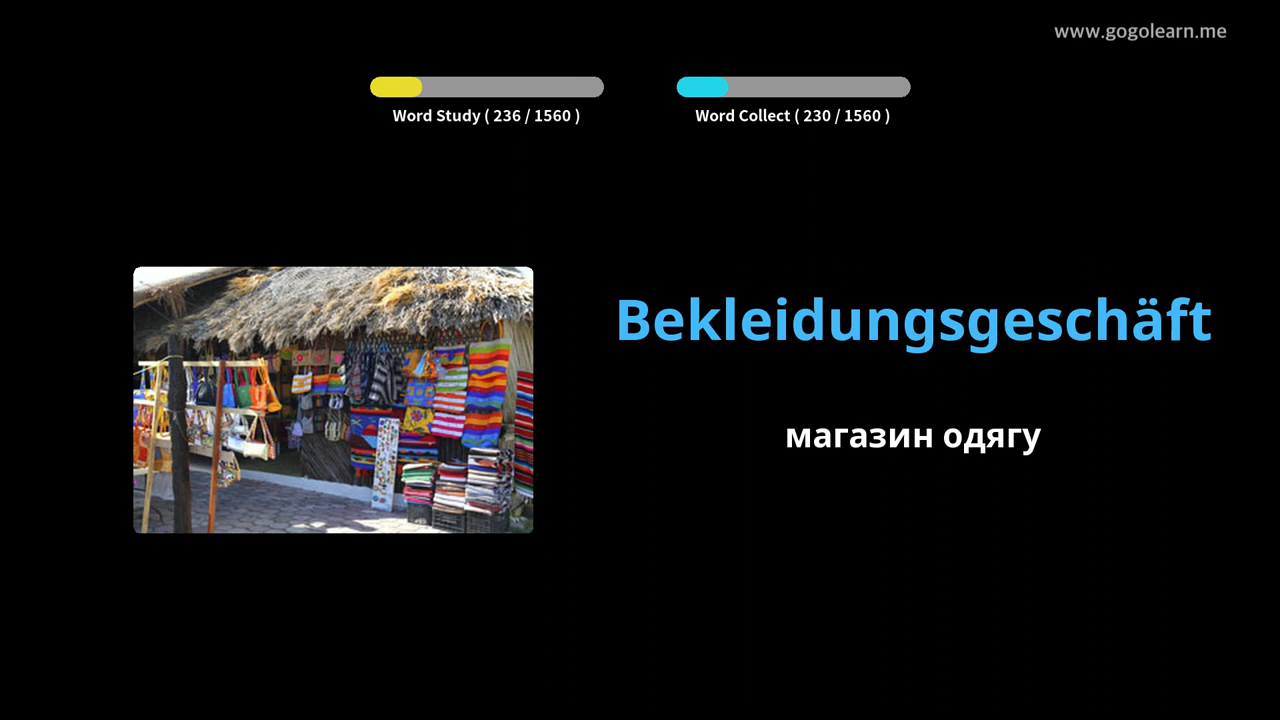 www.gogolearn.me
Word Study ( 236 / 1560 )
Word Collect ( 230 / 1560 )
Bekleidungsgeschäft
магазин одягу